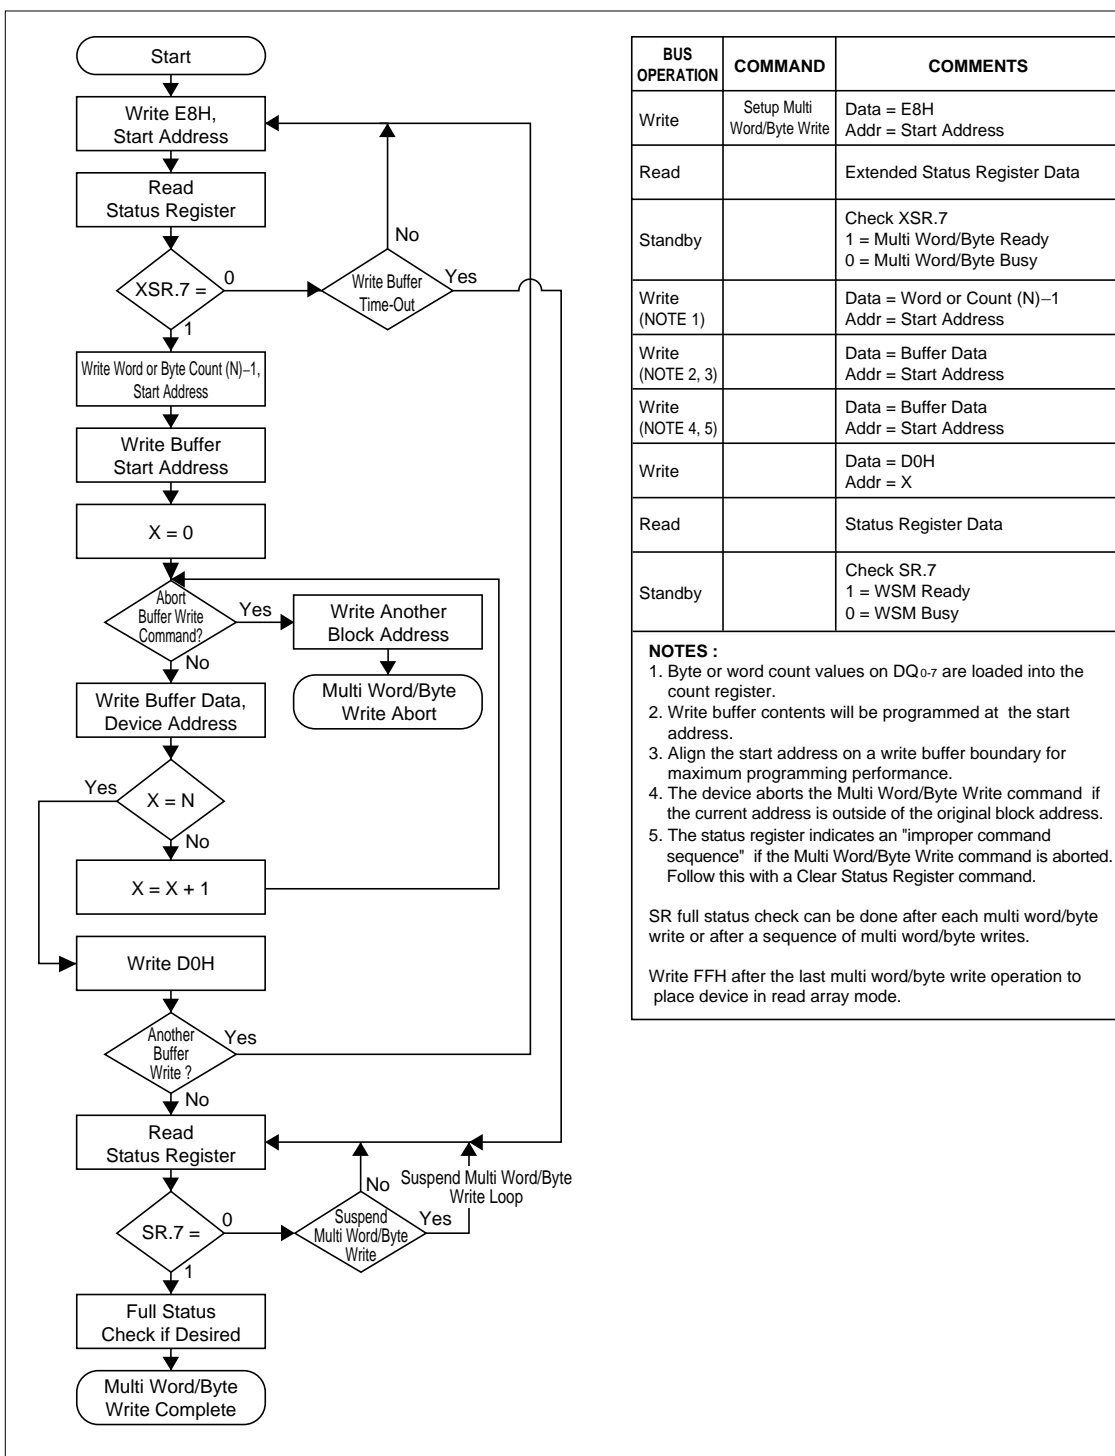 Start
Write E8H,
Start Address
Read
Status Register
No
XSR.7 =
0
Write Buffer
Time-Out
Yes
1
Write Word or Byte Count (N)−1,
Start Address
Write Buffer
Start Address
X = 0
Abort
Buffer Write
Command?
Yes
Write Another
Block Address
No
Multi Word/Byte
Write Abort
Write Buffer Data,
Device Address
Yes
X = N
No
X = X + 1
Write D0H
Another
Buffer
Write ?
Yes
No
Read
Status Register
SR.7 =
0
No
Suspend
Multi Word/Byte
Write
Yes
Suspend Multi Word/Byte
Write Loop
1
Full Status
Check if Desired
Multi Word/Byte
Write Complete
BUS
OPERATION
COMMAND
COMMENTS
Write
Setup Multi
Word/Byte Write
Data = E8H
Addr = Start Address
Read
Extended Status Register Data
Standby
Check XSR.7
1 = Multi Word/Byte Ready
0 = Multi Word/Byte Busy
Write
(NOTE 1)
Data = Word or Count (N)−1
Addr = Start Address
Write
(NOTE 2, 3)
Data = Buffer Data
Addr = Start Address
Write
(NOTE 4, 5)
Data = Buffer Data
Addr = Start Address
Write
Data = D0H
Addr = X
Read
Status Register Data
Standby
Check SR.7
1 = WSM Ready
0 = WSM Busy
NOTES :
1. Byte or word count values on DQ0-7 are loaded into the
count register.
2. Write buffer contents will be programmed at the start
address.
3. Align the start address on a write buffer boundary for
maximum programming performance.
4. The device aborts the Multi Word/Byte Write command if
the current address is outside of the original block address.
5. The status register indicates an "improper command
sequence" if the Multi Word/Byte Write command is aborted.
Follow this with a Clear Status Register command.
SR full status check can be done after each multi word/byte
write or after a sequence of multi word/byte writes.
Write FFH after the last multi word/byte write operation to
place device in read array mode.